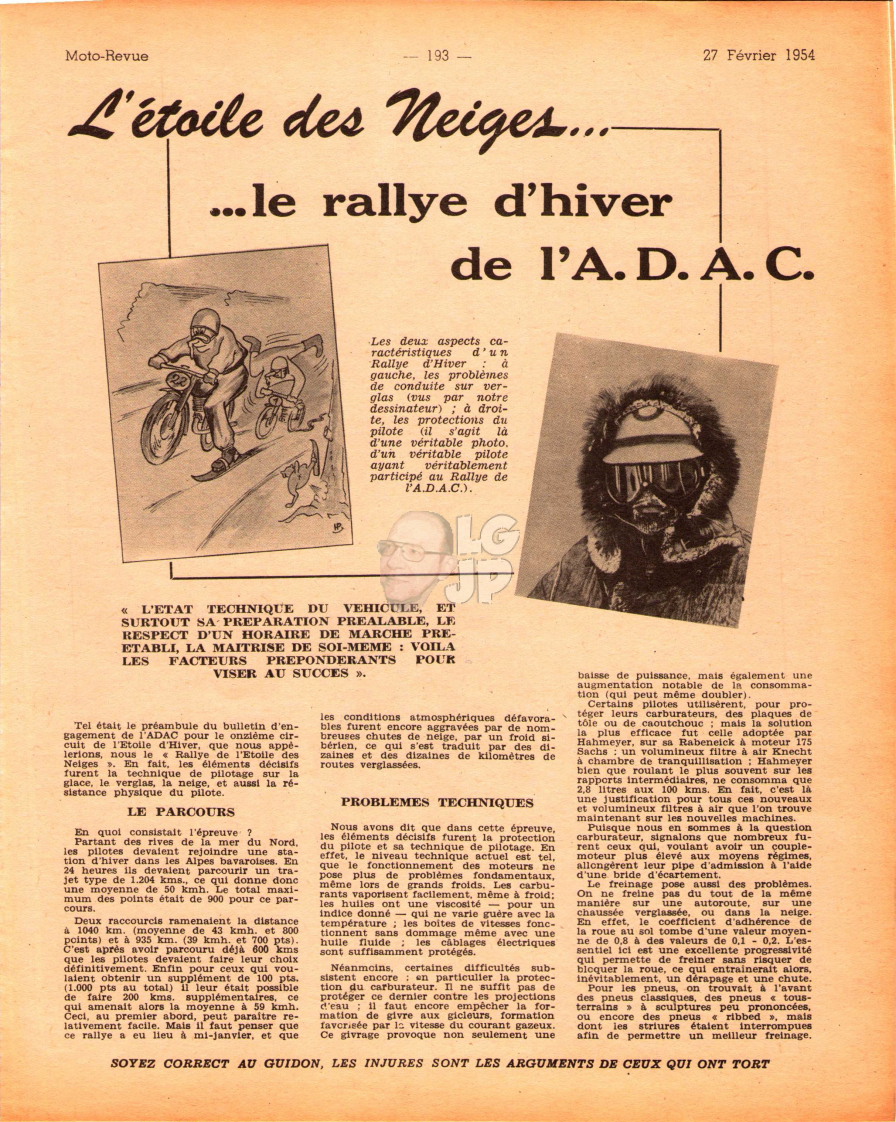 Moto-Revue
— 193 —
27 Février 1954
L'étoile des Neiges...
...le rallye d'hiver
de l'A.D.A.C.
Les deux aspects ca-
ractéristiques d'un
Rallye d'Hiver : à
gauche, les problèmes
de conduite sur ver-
glas (vus par notre
dessinateur) ; à droi-
te, les protections du
pilote (il s'agit là
d'une véritable photo,
d'un véritable pilote
ayant véritablement
participé au Rallye de
l'A.D.A.C.).
LG
JP
« L'ETAT TECHNIQUE DU VEHICULE, ET
SURTOUT SA PREPARATION PREALABLE, LE
RESPECT D'UN HORAIRE DE MARCHE PRE-
ETABLI, LA MAITRISE DE SOI-MEME : VOILA
LES FACTEURS PREPONDERANTS POUR
VISER AU SUCCES ».
Tel était le préambule du bulletin d'en-
gagement de l'ADAC pour le onzième cir-
cuit de l'Etoile d'Hiver, que nous appê-
lerions, nous le « Rallye de l'Etoile des
Neiges ». En fait, les éléments décisifs
furent la technique de pilotage sur la
glace, le verglas, la neige, et aussi la ré-
sistance physique du pilote.
LE PARCOURS
En quoi consistait l'épreuve ?
Partant des rives de la mer du Nord,
les pilotes devaient rejoindre une sta-
tion d'hiver dans les Alpes bavaroises. En
24 heures ils devaient parcourir un tra-
jet type de 1.204 kms., ce qui donne donc
une moyenne de 50 kmh. Le total maxi-
mum des points était de 900 pour ce par-
cours.
Deux raccourcis ramenaient la distance
à 1040 km. (moyenne de 43 kmh. et 800
points) et à 935 km. (39 kmh. et 700 pts).
C'est après avoir parcouru déjà 600 kms
que les pilotes devaient faire leur choix
définitivement. Enfin pour ceux qui vou-
laient obtenir un supplément de 100 pts.
(1.000 pts au total) il leur était possible
de faire 200 kms. supplémentaires, ce
qui amenait alors la moyenne à 59 kmh.
Ceci, au premier abord, peut paraître re-
lativement facile. Mais il faut penser que
ce rallye a eu lieu à mi-janvier, et que
les conditions atmosphériques défavora-
bles furent encore aggravées par de nom-
breuses chutes de neige, par un froid si-
bérien, ce qui s'est traduit par des di-
zaines et des dizaines de kilomètres de
routes verglassées.
PROBLEMES TECHNIQUES
Nous avons dit que dans cette épreuve,
les éléments décisifs furent la protection
du pilote et sa technique de pilotage. En
effet, le niveau technique actuel est tel,
que le fonctionnement des moteurs ne
pose plus de problèmes fondamentaux,
même lors de grands froids. Les carbu-
rants vaporisent facilement, même à froid;
les huiles ont une viscosité — pour un
indice donné — qui ne varie guère avec la
température ; les boîtes de vitesses fonc-
tionnent sans dommage même avec une
huile fluide ; les câblages électriques
sont suffisamment protégés.
Néanmoins, certaines difficultés sub-
sistent encore ; en particulier la protec-
tion du carburateur. Il ne suffit pas de
protéger ce dernier contre les projections
d'eau ; il faut encore empêcher la for-
mation de givre aux gicleurs, formation
favorisée par la vitesse du courant gazeux.
Ce givrage provoque non seulement une
baisse de puissance, mais également une
augmentation notable de la consomma-
tion (qui peut même doubler).
Certains pilotes utilisèrent, pour pro-
téger leurs carburateurs, des plaques de
tôle ou de caoutchouc ; mais la solution
la plus efficace fut celle adoptée par
Hahmeyer, sur sa Rabeneick à moteur 175
Sachs : un volumineux filtre à air Knecht
à chambre de tranquillisation ; Hahmeyer
bien que roulant le plus souvent sur les
rapports intermédiaires, ne consomma que
2,8 litres aux 100 kms. En fait, c'est là
une justification pour tous ces nouveaux
et volumineux filtres à air que l'on trouve
maintenant sur les nouvelles machines.
Puisque nous en sommes à la question
carburateur, signalons que nombreux fu-
rent ceux qui, voulant avoir un couple-
moteur plus élevé aux moyens régimes,
allongèrent leur pipe d'admission à l'aide
d'une bride d'écartement.
Le freinage pose aussi des problèmes.
On ne freine pas du tout de la même
manière sur une autoroute, sur une
chaussée verglassée, ou dans la neige.
En effet, le coefficient d'adhérence de
la roue au sol tombe d'une valeur moyen-
ne de 0,8 à des valeurs de 0,1 - 0,2. L'es-
sentiel ici est une excellente progressivité
qui permette de freiner sans risquer de
bloquer la roue, ce qui entrainerait alors,
inévitablement, un dérapage et une chute.
Pour les pneus, on trouvait à l'avant
des pneus classiques, des pneus « tous-
terrains » à sculptures peu prononcées,
ou encore des pneus « ribbed », mais
dont les striures étaient interrompues
afin de permettre un meilleur freinage.
SOYEZ CORRECT AU GUIDON, LES INJURES SONT LES ARGUMENTS DE CEUX QUI ONT TORT